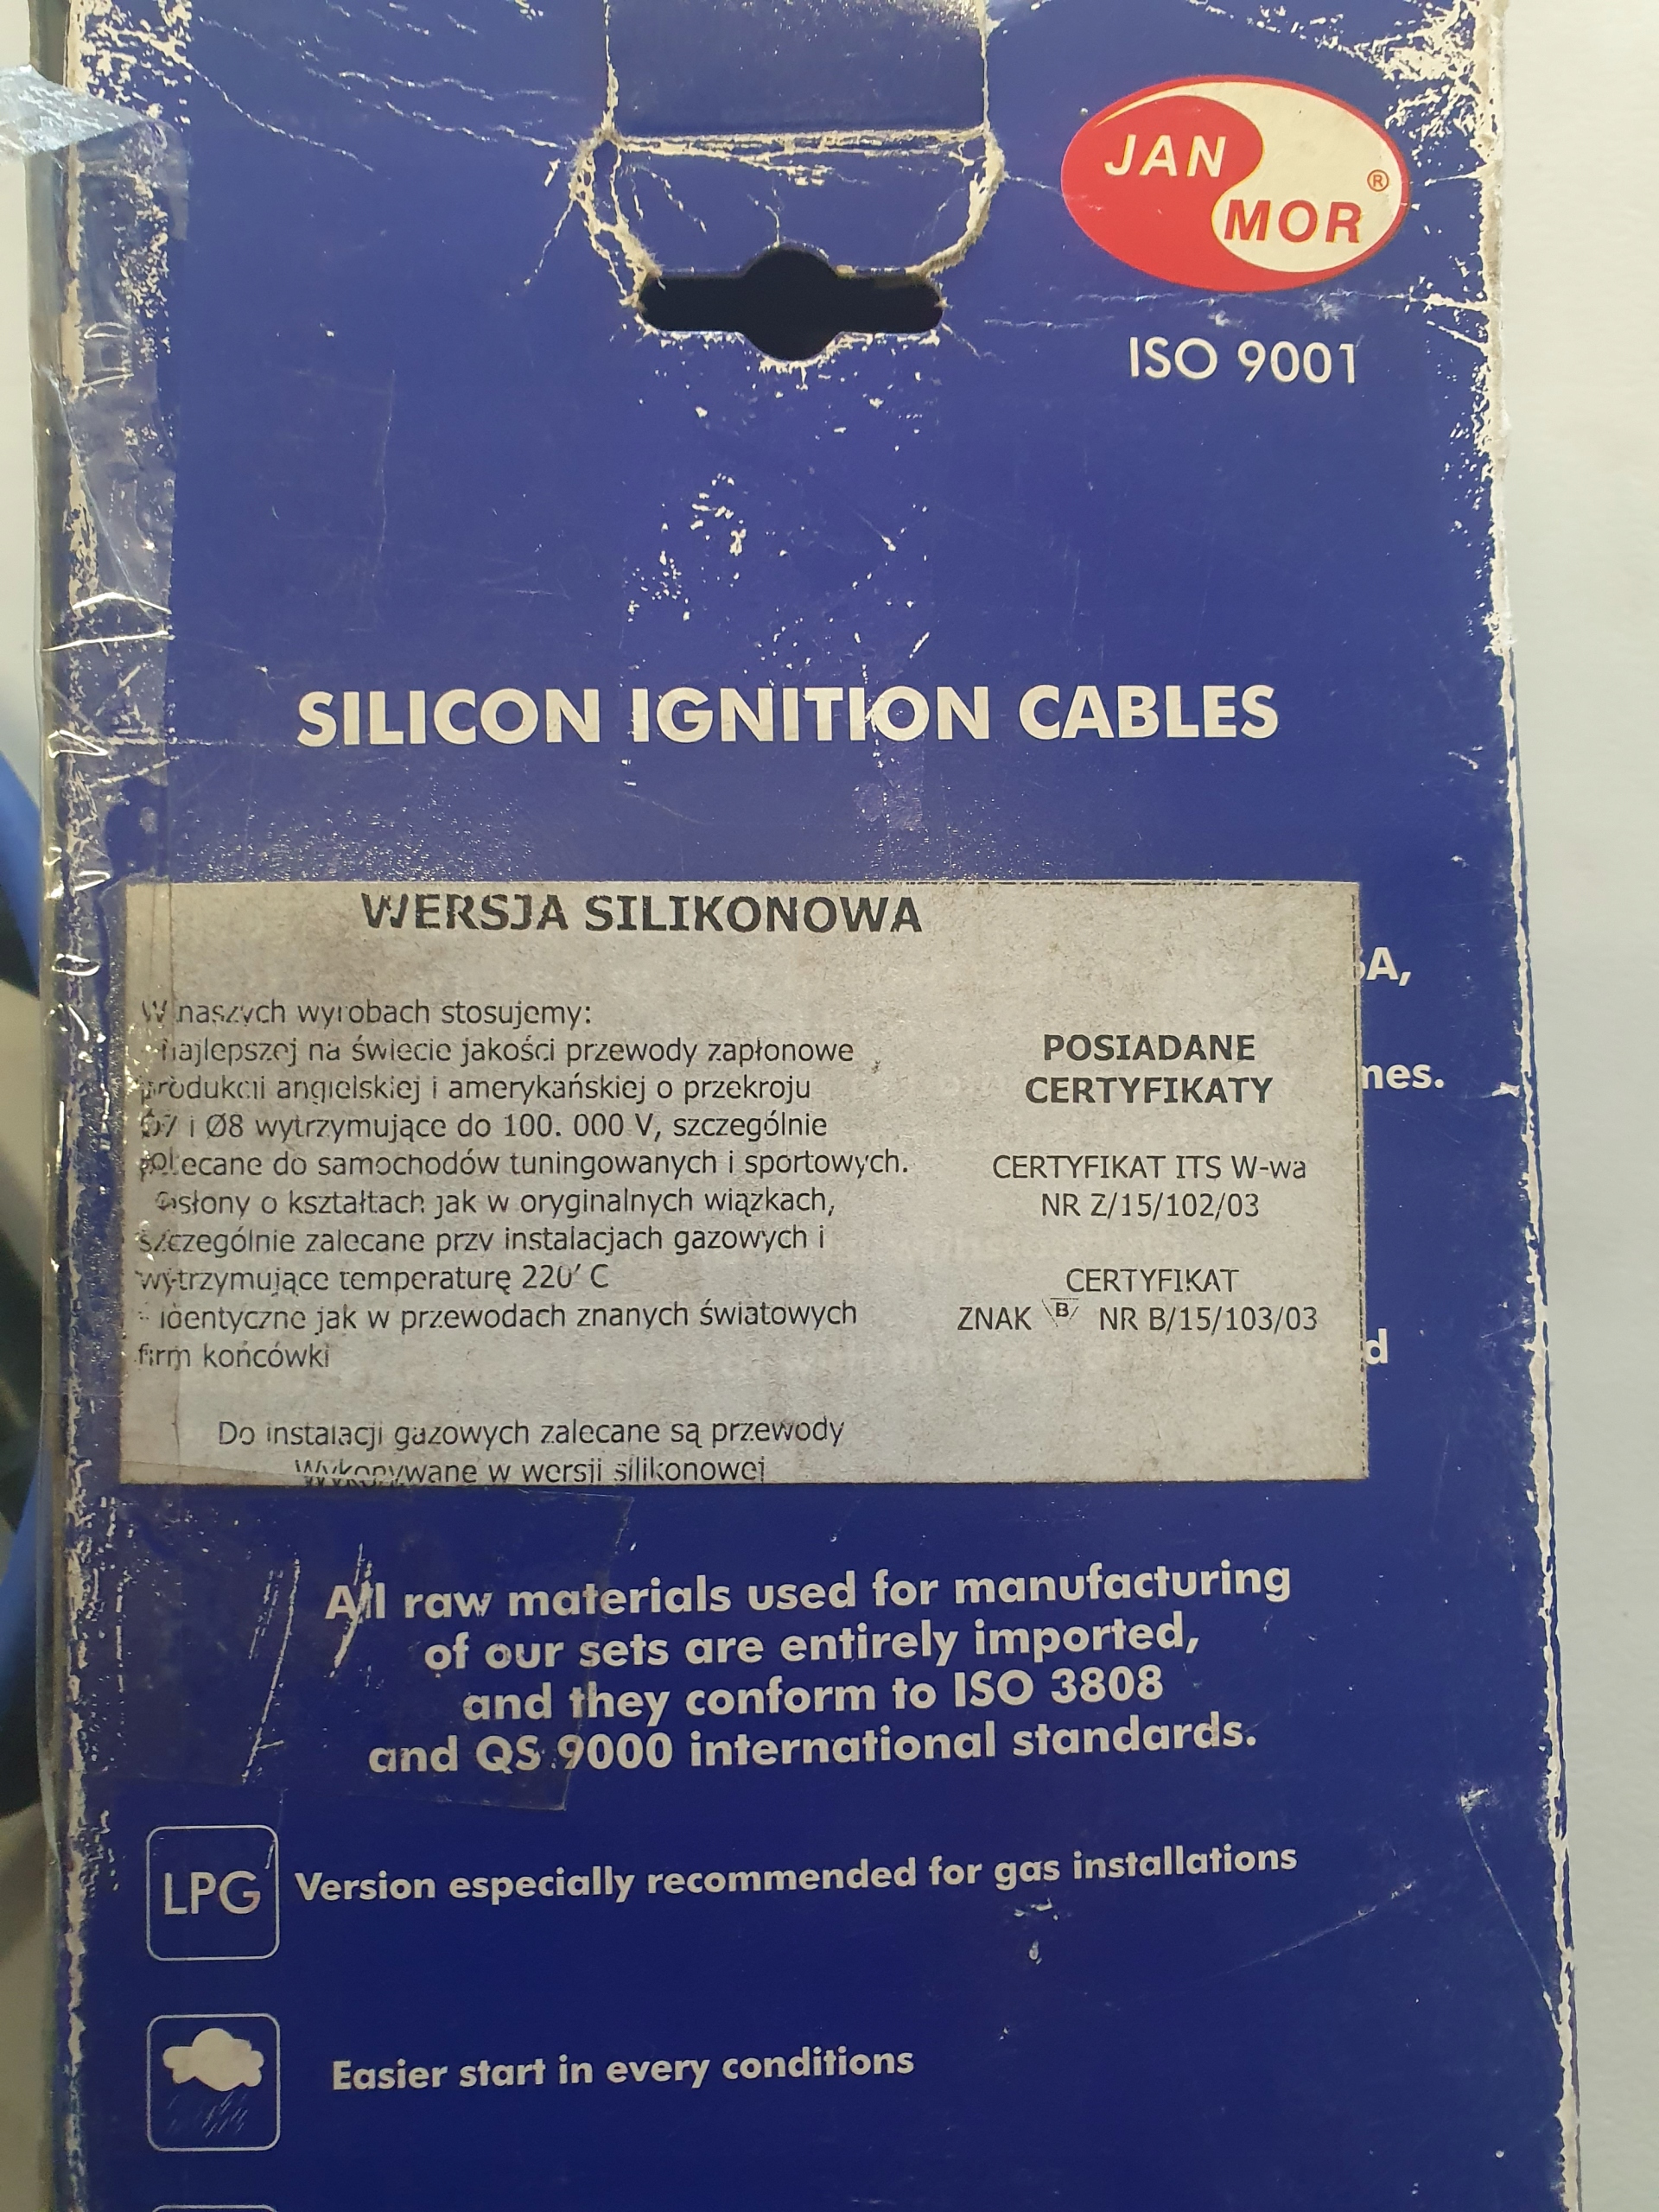 JAN
MOR
®
ISO 9001
SILICON IGNITION CABLES
WERSJA SILIKONOWA
W naszych wyrobach stosujemy:
najlepszej na świecie jakości przewody zapłonowe
produkcji angielskiej i amerykańskiej o przekroju
Ø7 i Ø8 wytrzymujące do 100. 000 V, szczególnie
polecane do samochodów tuningowanych i sportowych.
osłony o kształtach jak w oryginalnych wiązkach,
szczególnie zalecane przy instalacjach gazowych i
wytrzymujące temperaturę 220' C
- identyczne jak w przewodach znanych światowych
firm końcówki
Do instalacji gazowych zalecane są przewody
Wykonywane w wersji silikonowej
POSIADANE
CERTYFIKATY
CERTYFIKAT ITS W-wa
NR Z/15/102/03
CERTYFIKAT
ZNAK B NR B/15/103/03
All raw materials used for manufacturing
of our sets are entirely imported,
and they conform to ISO 3808
and QS 9000 international standards.
LPG
Version especially recommended for gas installations
Easier start in every conditions